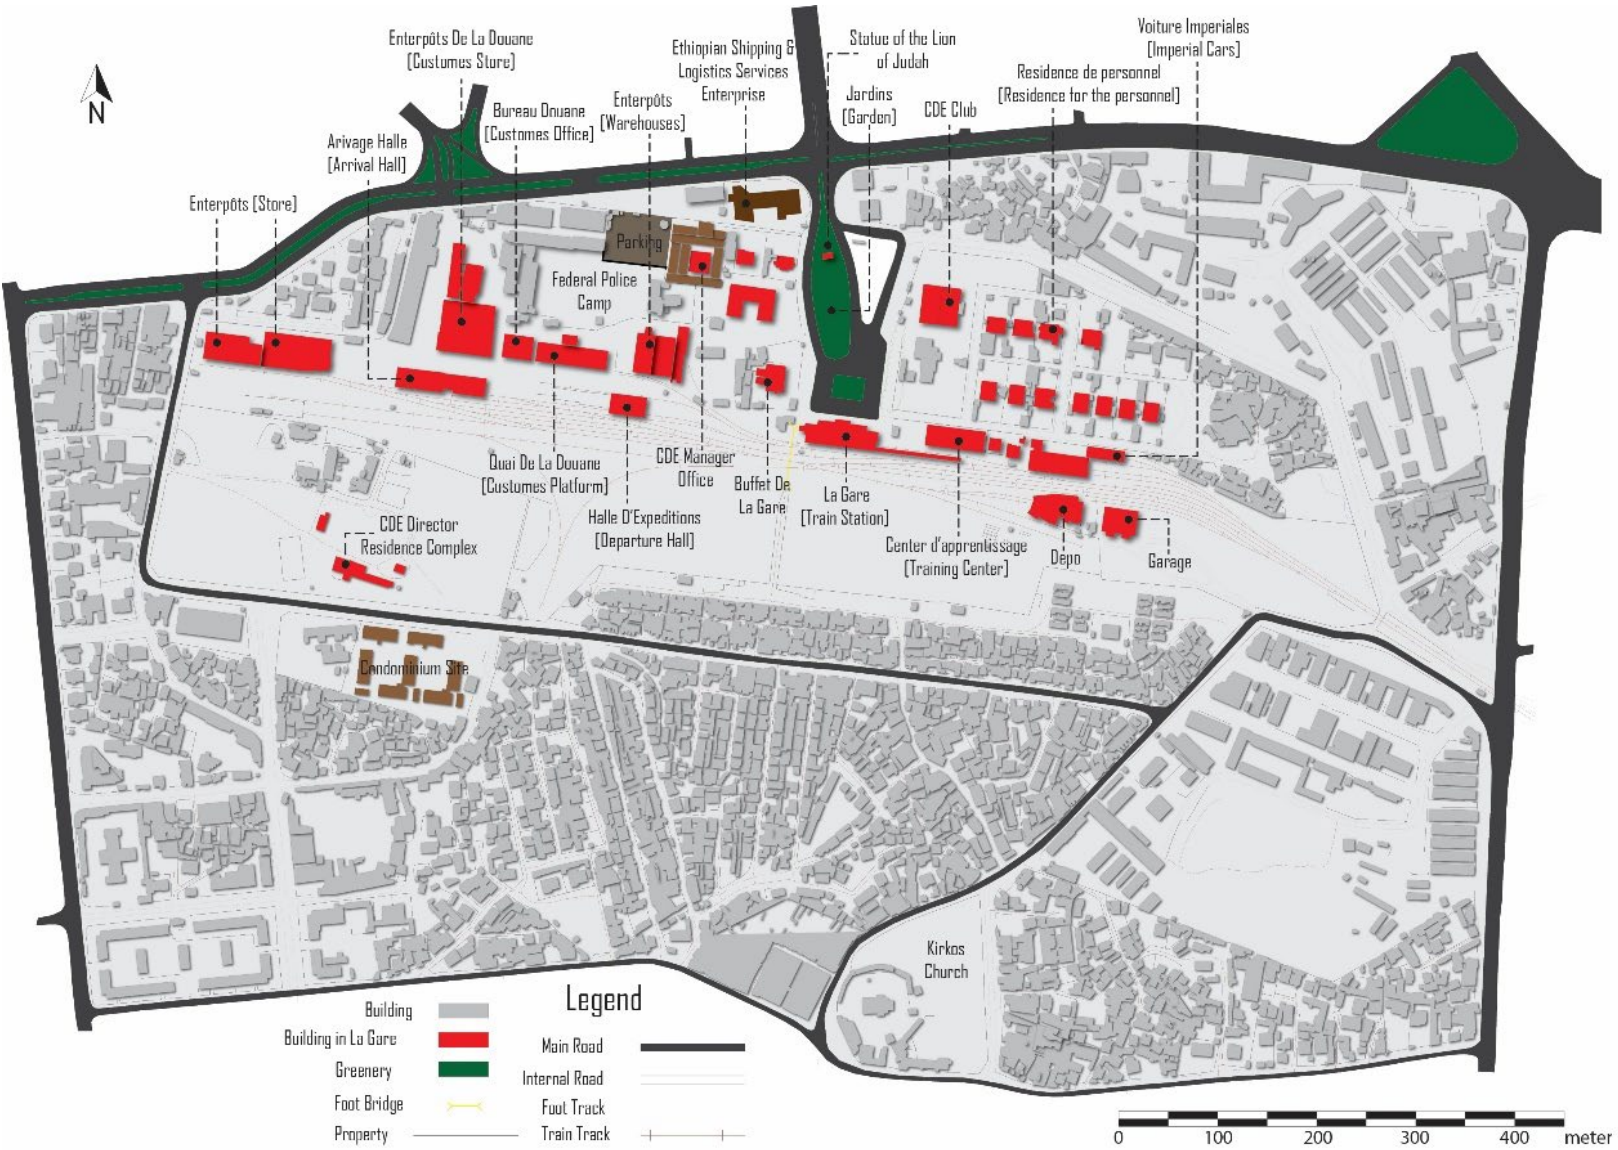 Enterpôts De La Douane
[Customes Store]
Ethiopian Shipping &
Logistics Services
Enterprise
Statue of the Lion
of Judah
Voiture Imperiales
[Imperial Cars]
Residence de personnel
[Residence for the personnel]
Jardins
[Garden]
CDE Club
Bureau Douane
[Customes Office]
Enterpôts
[Warehouses]
Arivage Halle
[Arrival Hall]
Enterpôts [Store]
N
Parking
Federal Police
Camp
Quai De La Douane
[Customes Platform]
CDE Manager
Office
Buffet De
La Gare
La Gare
[Train Station]
Halle D'Expeditions
[Departure Hall]
Center d'apprentissage
[Training Center]
Depo
Garage
CDE Director
Residence Complex
Condominium Site
Kirkos
Church
Legend
Building
Building in La Gare
Greenery
Foot Bridge
Property
Main Road
Internal Road
Foot Track
Train Track
0 100 200 300 400 meter